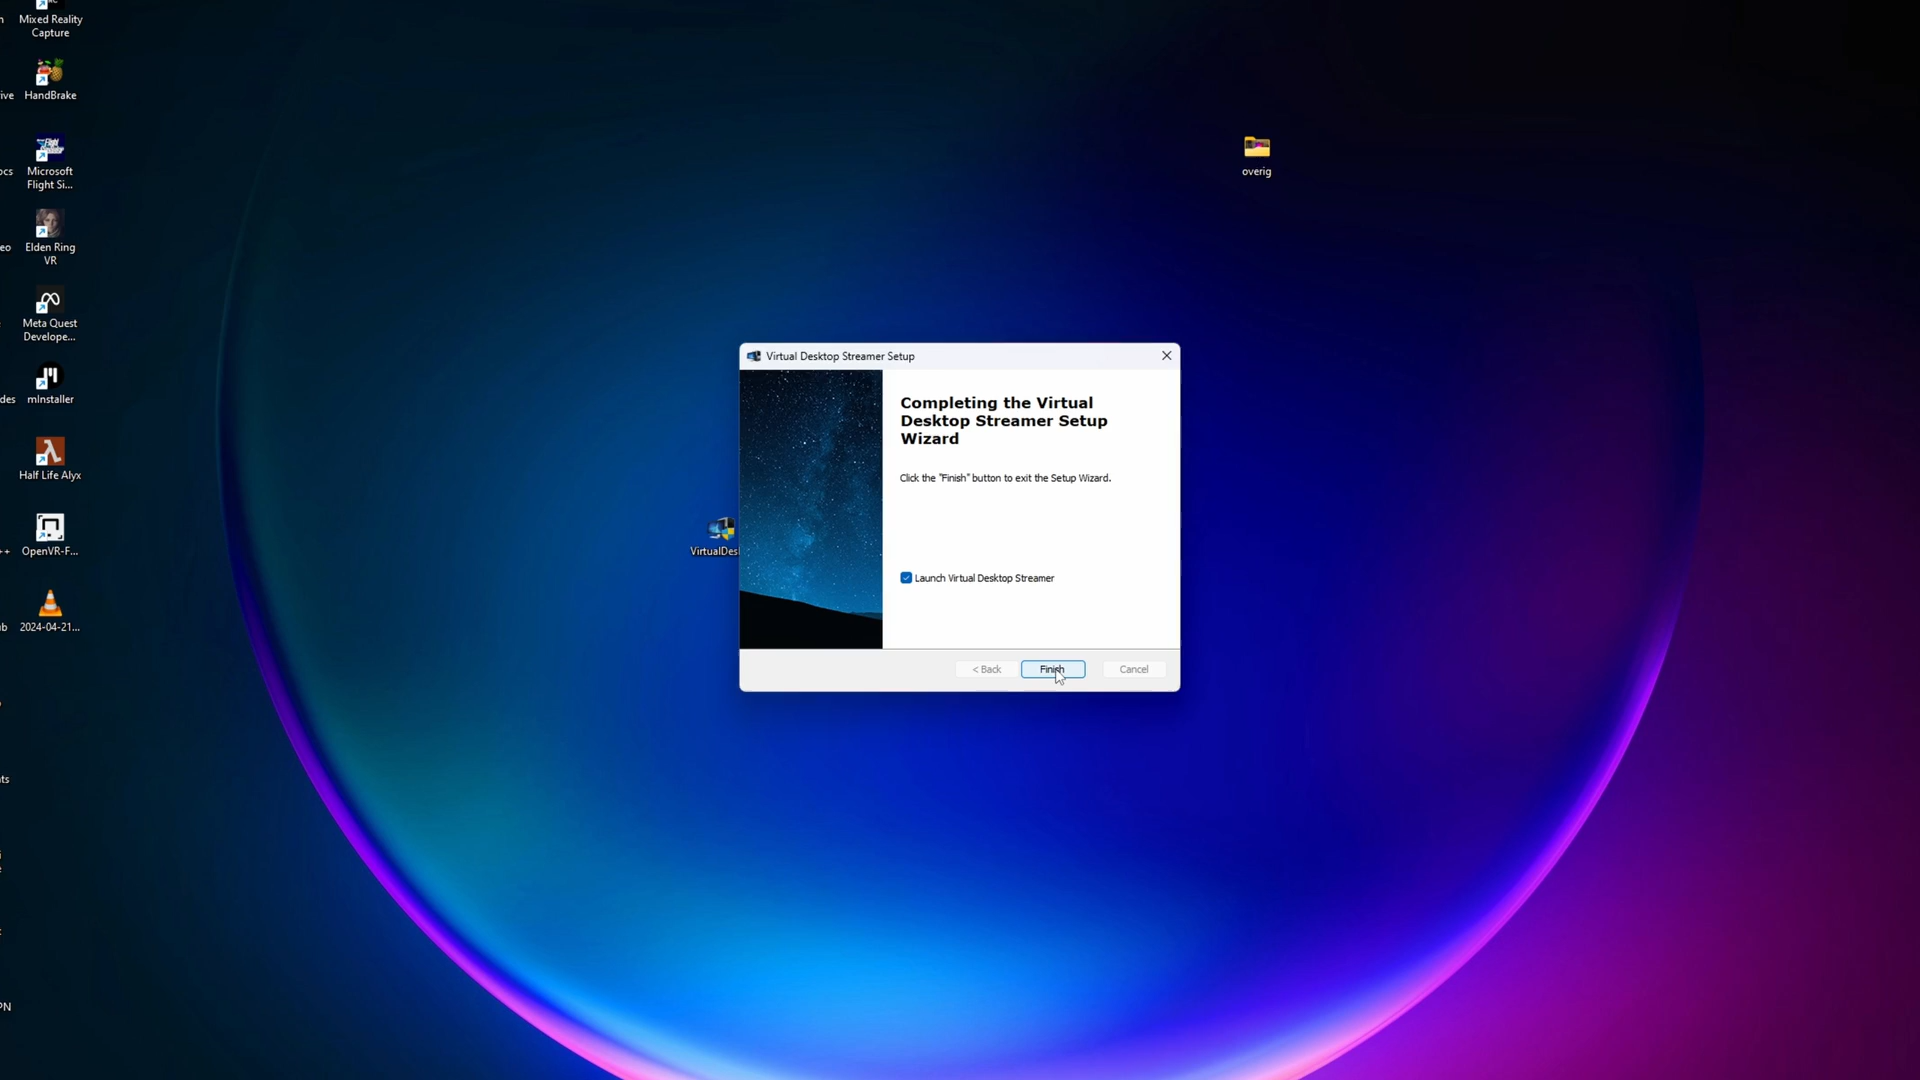 Mixed Reality
Capture
HandBrake
Microsoft
Flight Si...
Elden Ring
VR
Meta Quest
Develope...
mInstaller
Half Life Alyx
OpenVR-F...
2024-04-21...
overig
VirtualDes
Virtual Desktop Streamer Setup
Completing the Virtual
Desktop Streamer Setup
Wizard
Click the "Finish" button to exit the Setup Wizard.
Launch Virtual Desktop Streamer
< Back
Finish
Cancel